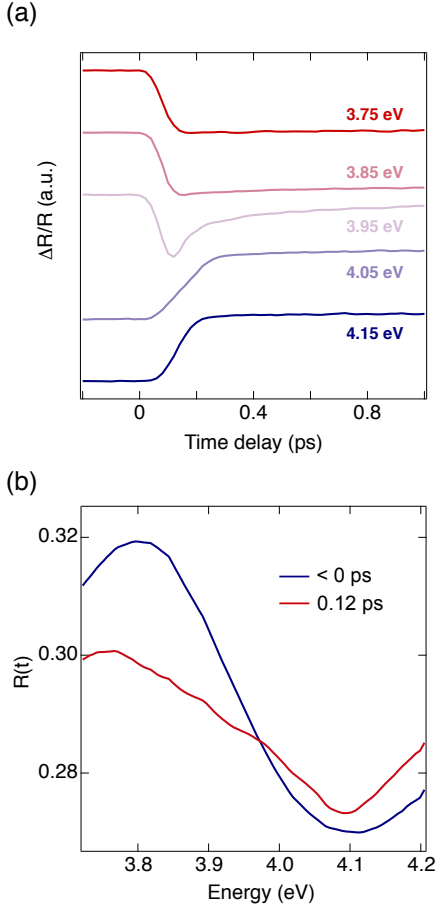 (a)
ΔR/R (a.u.)
3.75 eV
3.85 eV
3.95 eV
4.05 eV
4.15 eV
0
0.4
0.8
Time delay (ps)
(b)
R(t)
0.32
0.30
0.28
< 0 ps
0.12 ps
3.8
3.9
4.0
4.1
4.2
Energy (eV)